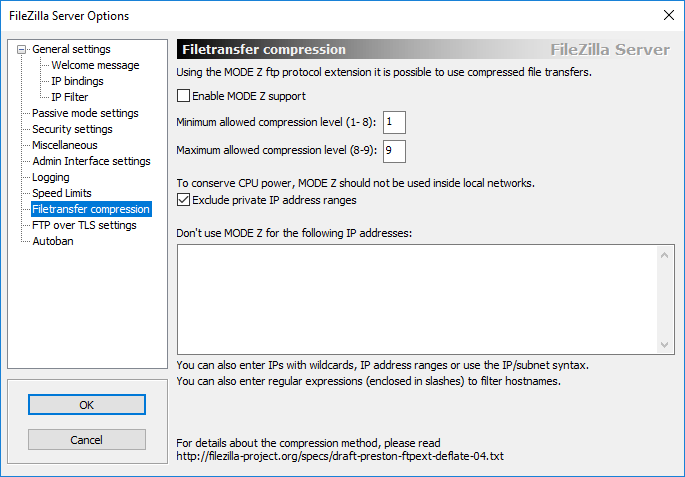 FileZilla Server Options
General settings
Welcome message
IP bindings
IP Filter
Passive mode settings
Security settings
Miscellaneous
Admin Interface settings
Logging
Speed Limits
Filetransfer compression
FTP over TLS settings
Autoban
OK
Cancel
Filetransfer compression
FileZilla Server
Using the MODE Z ftp protocol extension it is possible to use compressed file transfers.
Enable MODE Z support
Minimum allowed compression level (1- 8): 1
Maximum allowed compression level (8-9): 9
To conserve CPU power, MODE Z should not be used inside local networks.
Exclude private IP address ranges
Don't use MODE Z for the following IP addresses:
You can also enter IPs with wildcards, IP address ranges or use the IP/subnet syntax.
You can also enter regular expressions (enclosed in slashes) to filter hostnames.
For details about the compression method, please read
http://filezilla-project.org/specs/draft-preston-ftpext-deflate-04.txt